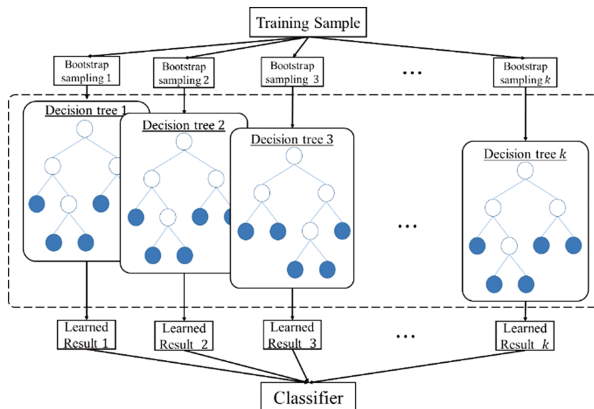 Training Sample
Bootstrap
sampling 1
Bootstrap
sampling 2
Bootstrap
sampling 3
...
Bootstrap
sampling k
Decision tree 1
Decision tree 2
Decision tree 3
...
Decision tree k
Learned
Result 1
Learned
Result 2
Learned
Result 3
...
Learned
Result k
Classifier